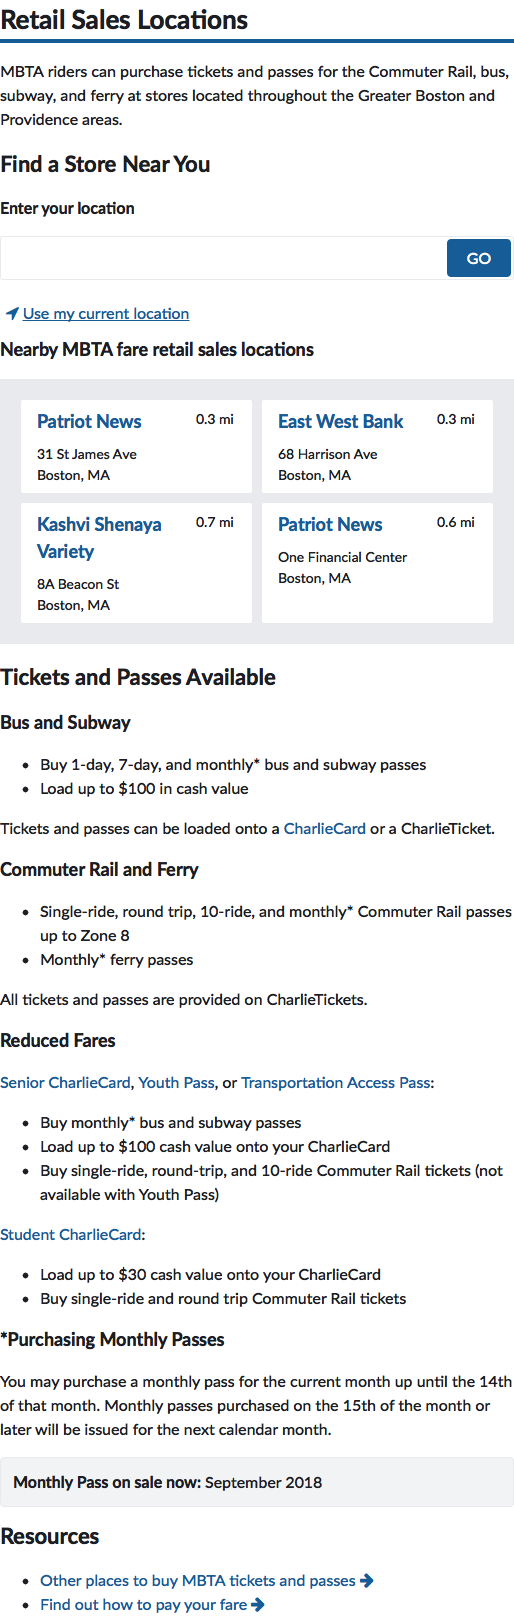 Retail Sales Locations
MBTA riders can purchase tickets and passes for the Commuter Rail, bus,
subway, and ferry at stores located throughout the Greater Boston and
Providence areas.
Find a Store Near You
Enter your location
GO
Use my current location
Nearby MBTA fare retail sales locations
Patriot News 0.3 mi
31 St James Ave
Boston, MA
East West Bank 0.3 mi
68 Harrison Ave
Boston, MA
Kashvi Shenaya 0.7 mi
Variety
8A Beacon St
Boston, MA
Patriot News 0.6 mi
One Financial Center
Boston, MA
Tickets and Passes Available
Bus and Subway
• Buy 1-day, 7-day, and monthly* bus and subway passes
• Load up to $100 in cash value
Tickets and passes can be loaded onto a CharlieCard or a CharlieTicket.
Commuter Rail and Ferry
• Single-ride, round trip, 10-ride, and monthly* Commuter Rail passes
up to Zone 8
• Monthly* ferry passes
All tickets and passes are provided on CharlieTickets.
Reduced Fares
Senior CharlieCard, Youth Pass, or Transportation Access Pass:
• Buy monthly* bus and subway passes
• Load up to $100 cash value onto your CharlieCard
• Buy single-ride, round-trip, and 10-ride Commuter Rail tickets (not
available with Youth Pass)
Student CharlieCard:
• Load up to $30 cash value onto your CharlieCard
• Buy single-ride and round trip Commuter Rail tickets
*Purchasing Monthly Passes
You may purchase a monthly pass for the current month up until the 14th
of that month. Monthly passes purchased on the 15th of the month or
later will be issued for the next calendar month.
Monthly Pass on sale now: September 2018
Resources
• Other places to buy MBTA tickets and passes
• Find out how to pay your fare